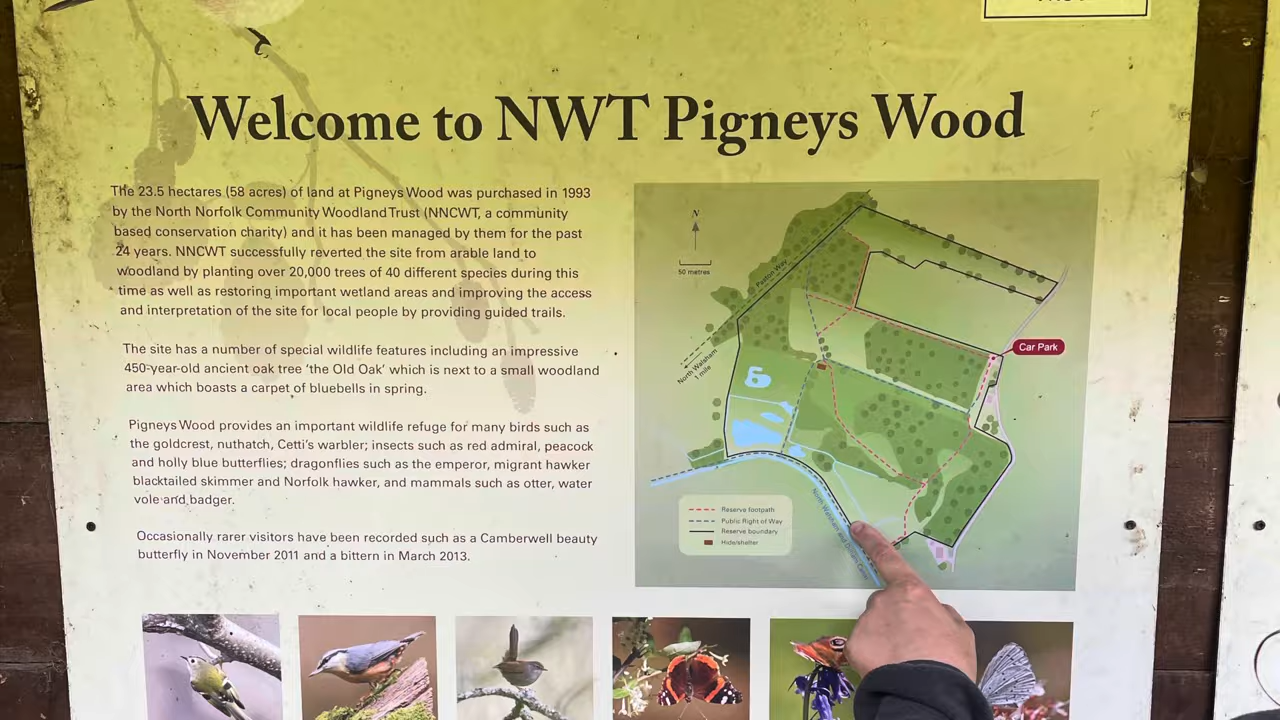 Welcome to NWT Pigneys Wood
The 23.5 hectares (58 acres) of land at Pigneys Wood was purchased in 1993
by the North Norfolk Community Woodland Trust (NNCWT, a community
based conservation charity) and it has been managed by them for the past
24 years. NNCWT successfully reverted the site from arable land to
woodland by planting over 20,000 trees of 40 different species during this
time as well as restoring important wetland areas and improving the access
and interpretation of the site for local people by providing guided trails.
The site has a number of special wildlife features including an impressive
450-year-old ancient oak tree ‘the Old Oak’ which is next to a small woodland
area which boasts a carpet of bluebells in spring.
Pigneys Wood provides an important wildlife refuge for many birds such as
the goldcrest, nuthatch, Cetti’s warbler; insects such as red admiral, peacock
and holly blue butterflies; dragonflies such as the emperor, migrant hawker
blacktailed skimmer and Norfolk hawker, and mammals such as otter, water
vole and badger.
Occasionally rarer visitors have been recorded such as a Camberwell beauty
butterfly in November 2011 and a bittern in March 2013.
N
50 metres
Paston Way
North Walsham
1 mile
Car Park
North Walsham
Reserve footpath
Public Right of Way
Reserve boundary
Hide/shelter